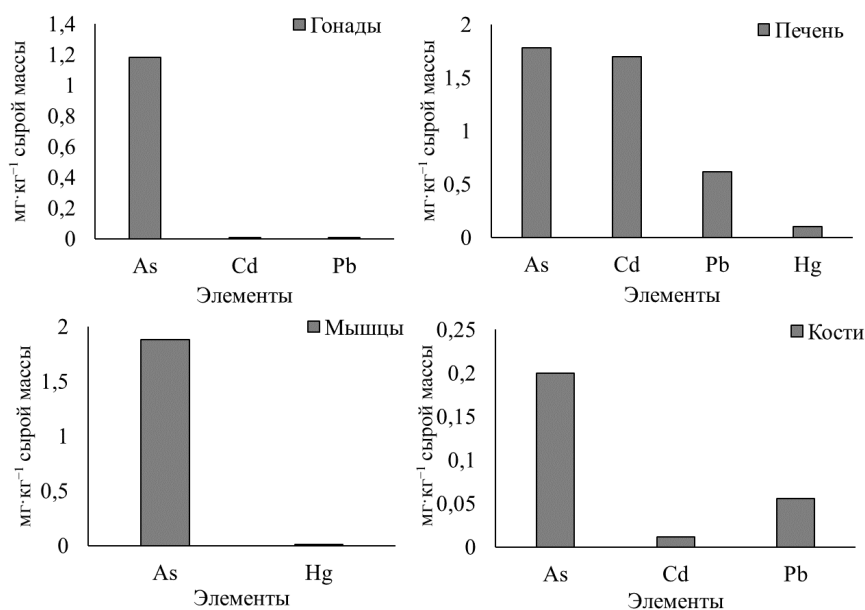 Гонады
мг·кг⁻¹ сырой массы
1,4
1,2
1
0,8
0,6
0,4
0,2
0
As Cd Pb
Элементы
Печень
мг·кг⁻¹ сырой массы
2
1,5
1
0,5
0
As Cd Pb Hg
Элементы
Мышцы
мг·кг⁻¹ сырой массы
2
1,5
1
0,5
0
As Hg
Элементы
Кости
мг·кг⁻¹ сырой массы
0,25
0,2
0,15
0,1
0,05
0
As Cd Pb
Элементы